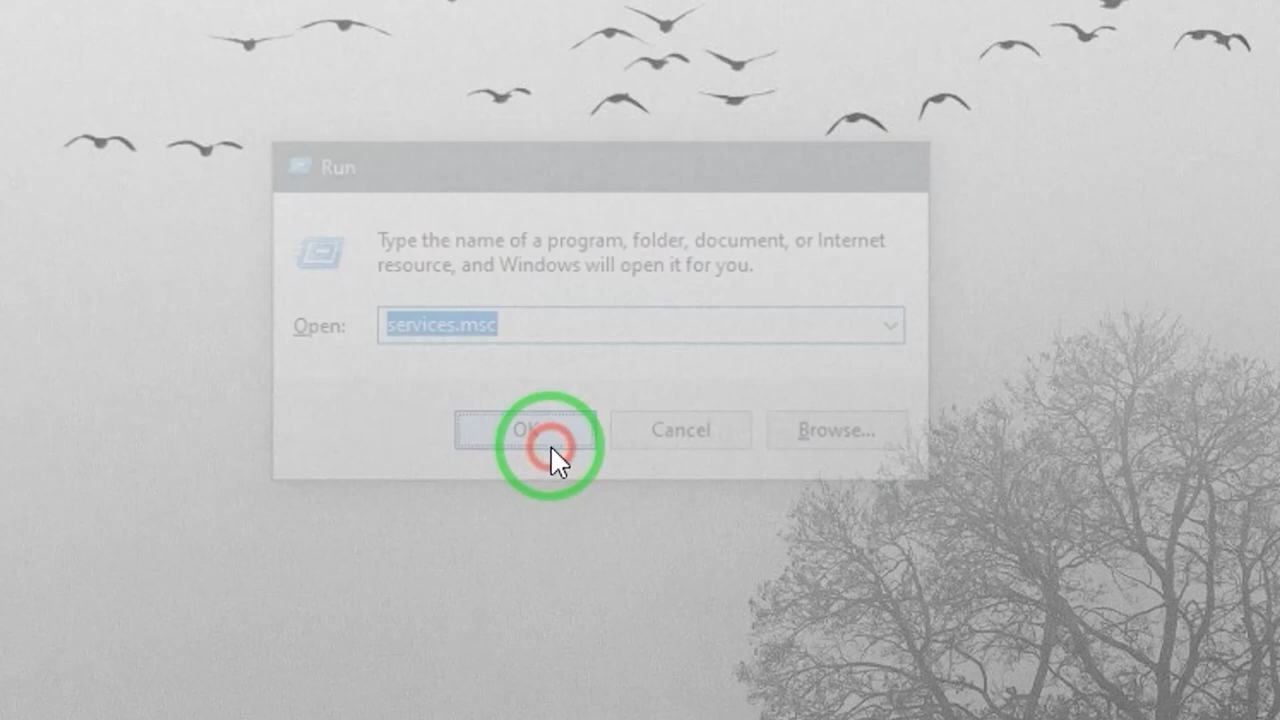 Run
Type the name of a program, folder, document, or Internet
resource, and Windows will open it for you.
Open:
services.msc
OK
Cancel
Browse...